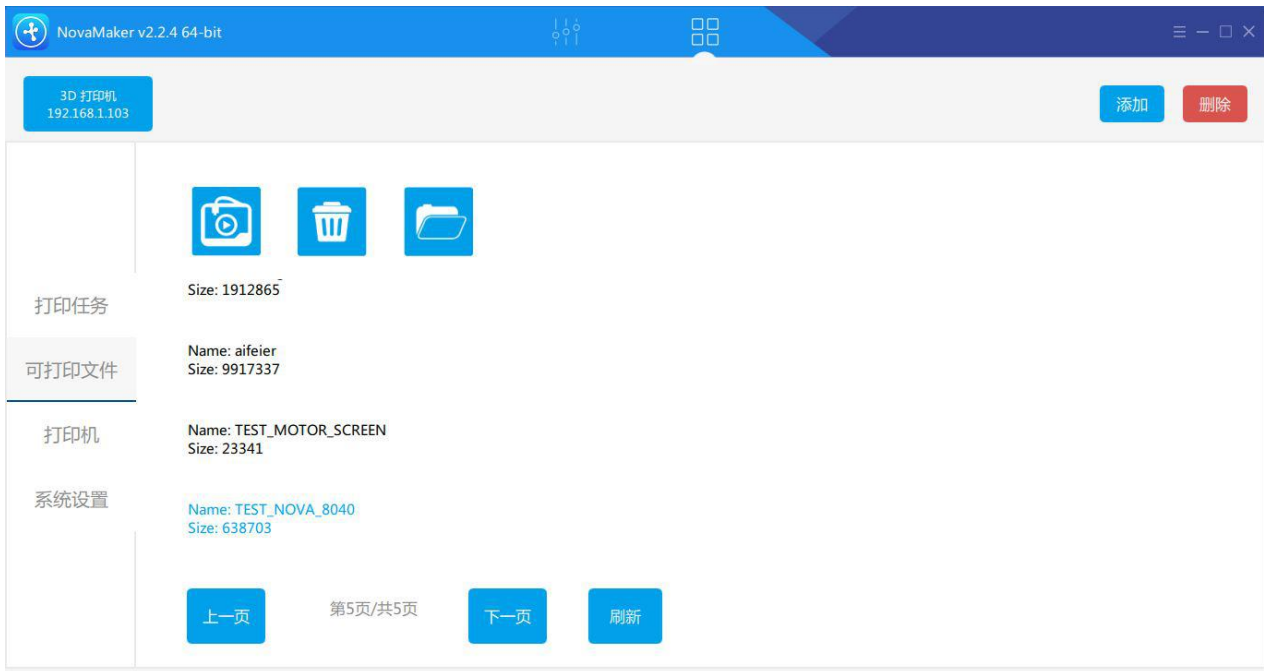 NovaMaker v2.2.4 64-bit
3D 打印机
192.168.1.103
添加
删除
Size: 1912865
打印任务
Name: aifeier
可打印文件
Size: 9917337
打印机
Name: TEST_MOTOR_SCREEN
Size: 23341
系统设置
Name: TEST_NOVA_8040
Size: 638703
上一页
第5页/共5页
下一页
刷新